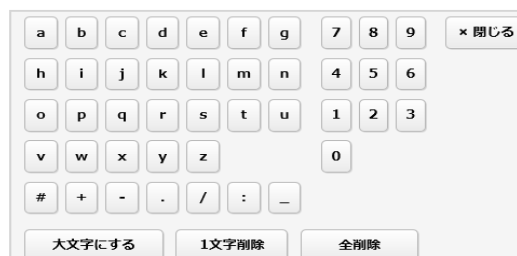 a b c d e f g 7 8 9 × 閉じる
h i j k l m n 4 5 6
o p q r s t u 1 2 3
v w x y z 0
# + - . / : _
大文字にする 1文字削除 全削除